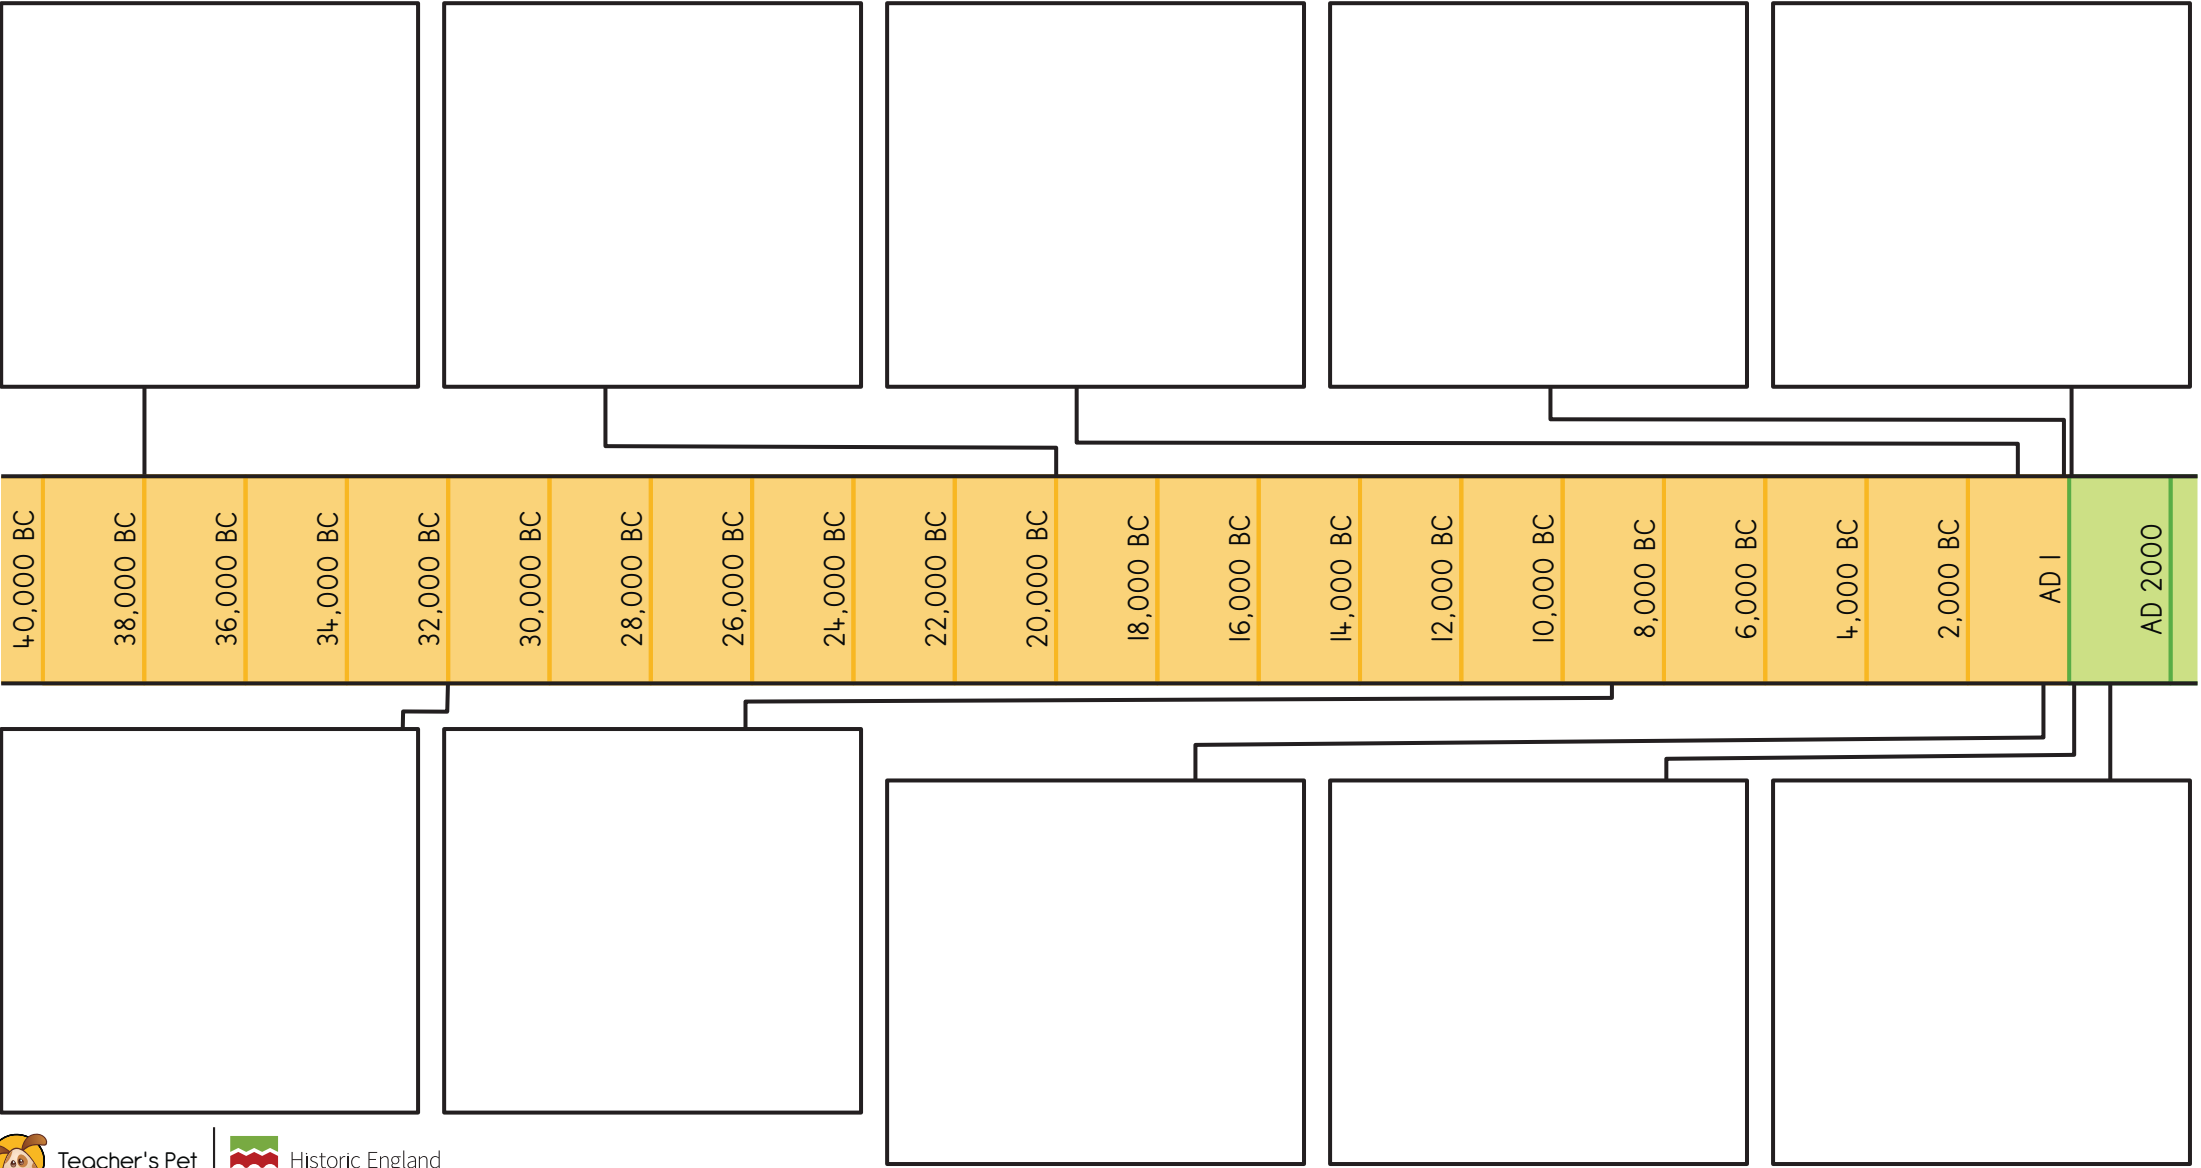 40,000 BC
38,000 BC
36,000 BC
34,000 BC
32,000 BC
30,000 BC
28,000 BC
26,000 BC
24,000 BC
22,000 BC
20,000 BC
18,000 BC
16,000 BC
14,000 BC
12,000 BC
10,000 BC
8,000 BC
6,000 BC
4,000 BC
2,000 BC
AD 1
AD 2000
Teacher's Pet
Historic England